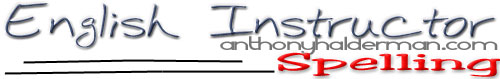 English Instructor
anthonyhalderman.com
Spelling